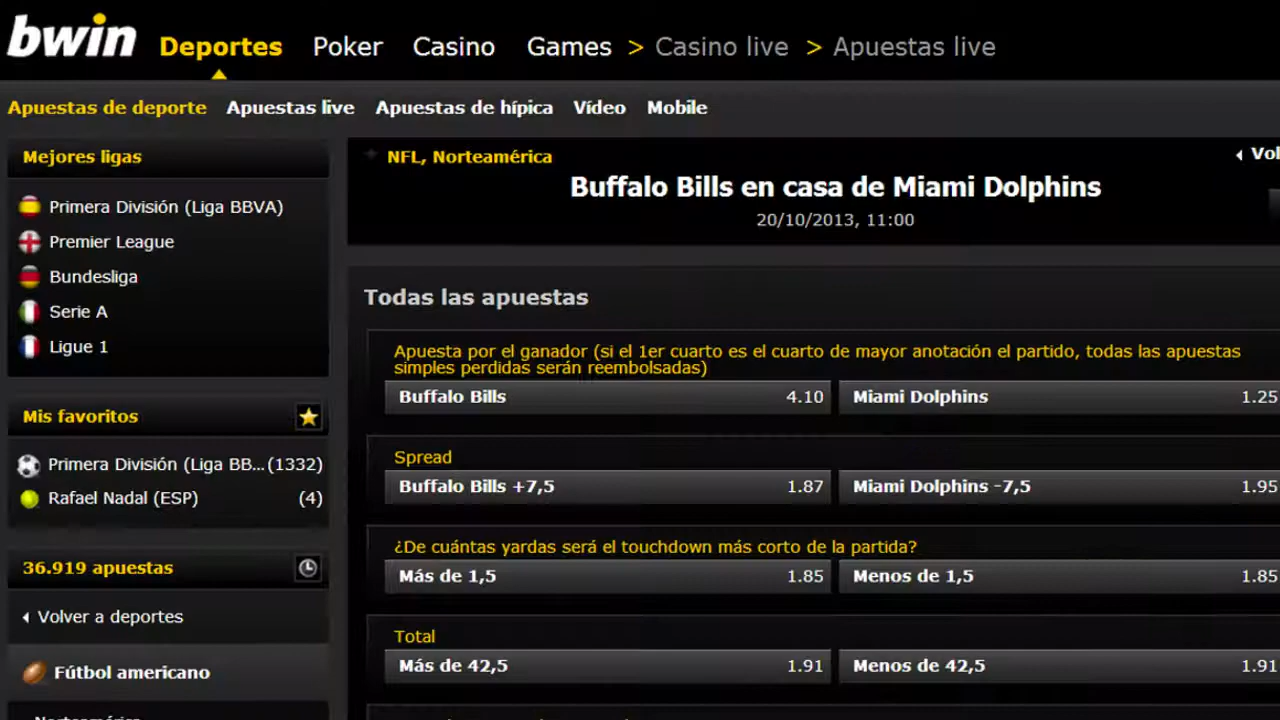 bwin
Deportes Poker Casino Games > Casino live > Apuestas live
Apuestas de deporte Apuestas live Apuestas de hípica Vídeo Mobile
Mejores ligas
Primera División (Liga BBVA)
Premier League
Bundesliga
Serie A
Ligue 1
Mis favoritos
Primera División (Liga BB...(1332)
Rafael Nadal (ESP) (4)
36.919 apuestas
Volver a deportes
Fútbol americano
Norteamérica
NFL, Norteamérica
Buffalo Bills en casa de Miami Dolphins
20/10/2013, 11:00
Todas las apuestas
Apuesta por el ganador (si el 1er cuarto es el cuarto de mayor anotación el partido, todas las apuestas
simples perdidas serán reembolsadas)
Buffalo Bills 4.10 Miami Dolphins 1.25
Spread
Buffalo Bills +7,5 1.87 Miami Dolphins -7,5 1.95
¿De cuántas yardas será el touchdown más corto de la partida?
Más de 1,5 1.85 Menos de 1,5 1.85
Total
Más de 42,5 1.91 Menos de 42,5 1.91